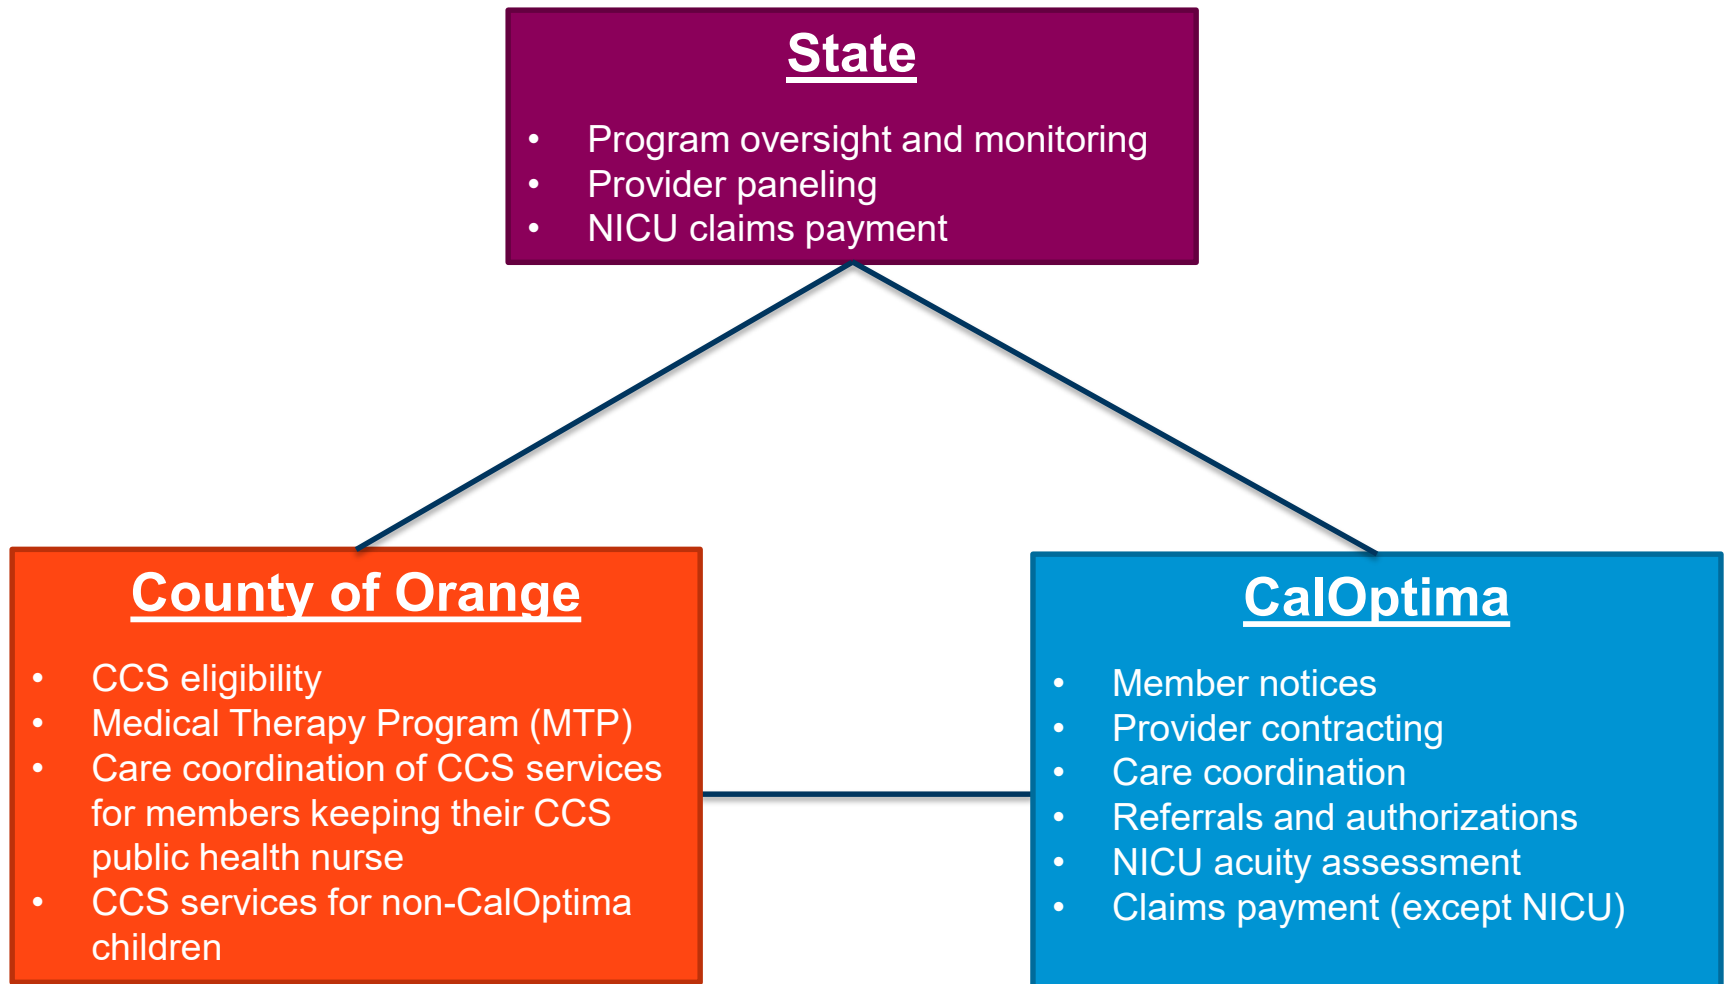 State
• Program oversight and monitoring
• Provider paneling
• NICU claims payment
County of Orange
• CCS eligibility
• Medical Therapy Program (MTP)
• Care coordination of CCS services
for members keeping their CCS
public health nurse
• CCS services for non-CalOptima
children
CalOptima
• Member notices
• Provider contracting
• Care coordination
• Referrals and authorizations
• NICU acuity assessment
• Claims payment (except NICU)